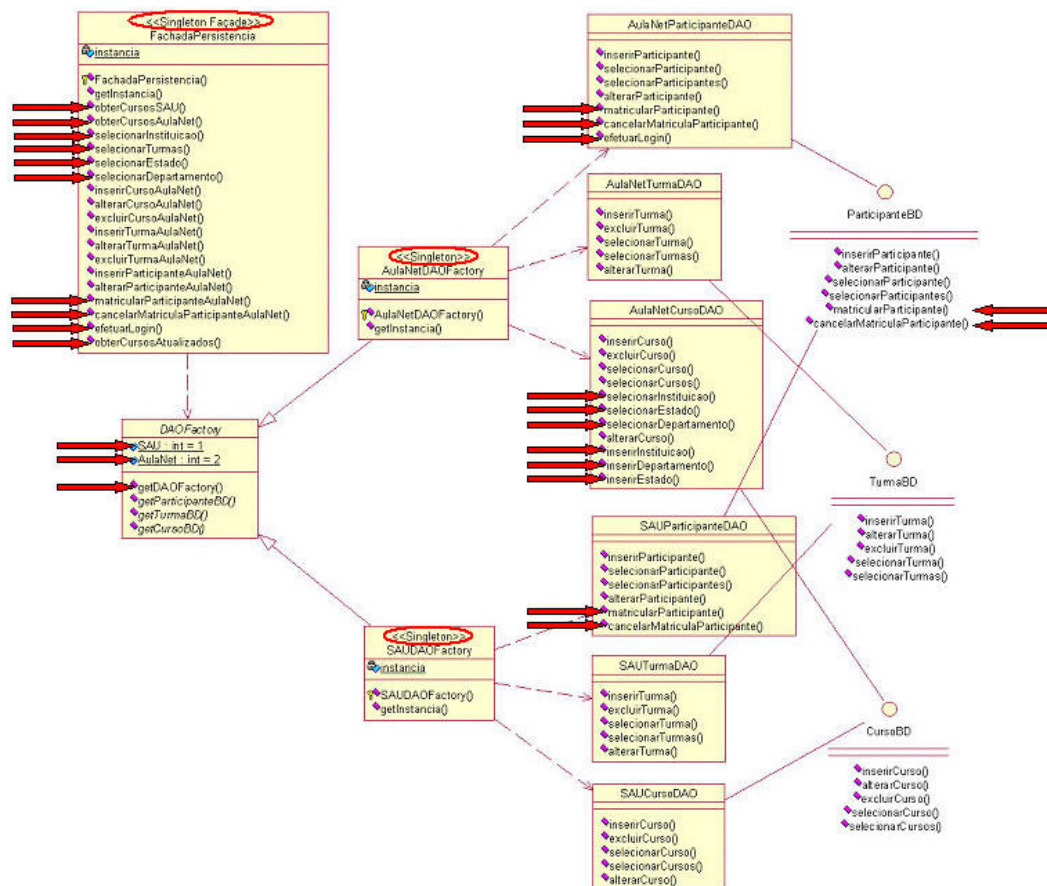 <<Singleton Façade>>
FachadaPersistencia
instancia
FachadaPersistencia()
getInstancia()
obterCursosSAU()
obterCursosAulaNet()
selecionarInstituicao()
selecionarTurmas()
selecionarEstado()
selecionarDepartamento()
inserirCursoAulaNet()
alterarCursoAulaNet()
excluirCursoAulaNet()
inserirTurmaAulaNet()
alterarTurmaAulaNet()
excluirTurmaAulaNet()
inserirParticipanteAulaNet()
alterarParticipanteAulaNet()
matricularParticipanteAulaNet()
cancelarMatriculaParticipanteAulaNet()
efetuarLogin()
obterCursosAtualizados()
DAOFactory
SAU : int = 1
AulaNet : int = 2
getDAOFactory()
getParticipanteBD()
getTurmaBD()
getCursoBD()
<<Singleton>>
AulaNetDAOFactory
instancia
AulaNetDAOFactory()
getInstancia()
<<Singleton>>
SAUDAOFactory
instancia
SAUDAOFactory()
getInstancia()
AulaNetParticipanteDAO
inserirParticipante()
selecionarParticipante()
selecionarParticipantes()
alterarParticipante()
matricularParticipante()
cancelarMatriculaParticipante()
efetuarLogin()
AulaNetTurmaDAO
inserirTurma()
excluirTurma()
selecionarTurma()
selecionarTurmas()
alterarTurma()
AulaNetCursoDAO
inserirCurso()
excluirCurso()
selecionarCurso()
selecionarCursos()
selecionarInstituicao()
selecionarEstado()
selecionarDepartamento()
alterarCurso()
inserirInstituicao()
inserirDepartamento()
inserirEstado()
SAUParticipanteDAO
inserirParticipante()
selecionarParticipante()
selecionarParticipantes()
alterarParticipante()
matricularParticipante()
cancelarMatriculaParticipante()
SAUTurmaDAO
inserirTurma()
excluirTurma()
selecionarTurma()
selecionarTurmas()
alterarTurma()
SAUCursoDAO
inserirCurso()
excluirCurso()
selecionarCurso()
selecionarCursos()
alterarCurso()
ParticipanteBD
inserirParticipante()
alterarParticipante()
selecionarParticipante()
selecionarParticipantes()
matricularParticipante()
cancelarMatriculaParticipante()
TurmaBD
inserirTurma()
alterarTurma()
excluirTurma()
selecionarTurma()
selecionarTurmas()
CursoBD
inserirCurso()
alterarCurso()
excluirCurso()
selecionarCurso()
selecionarCursos()